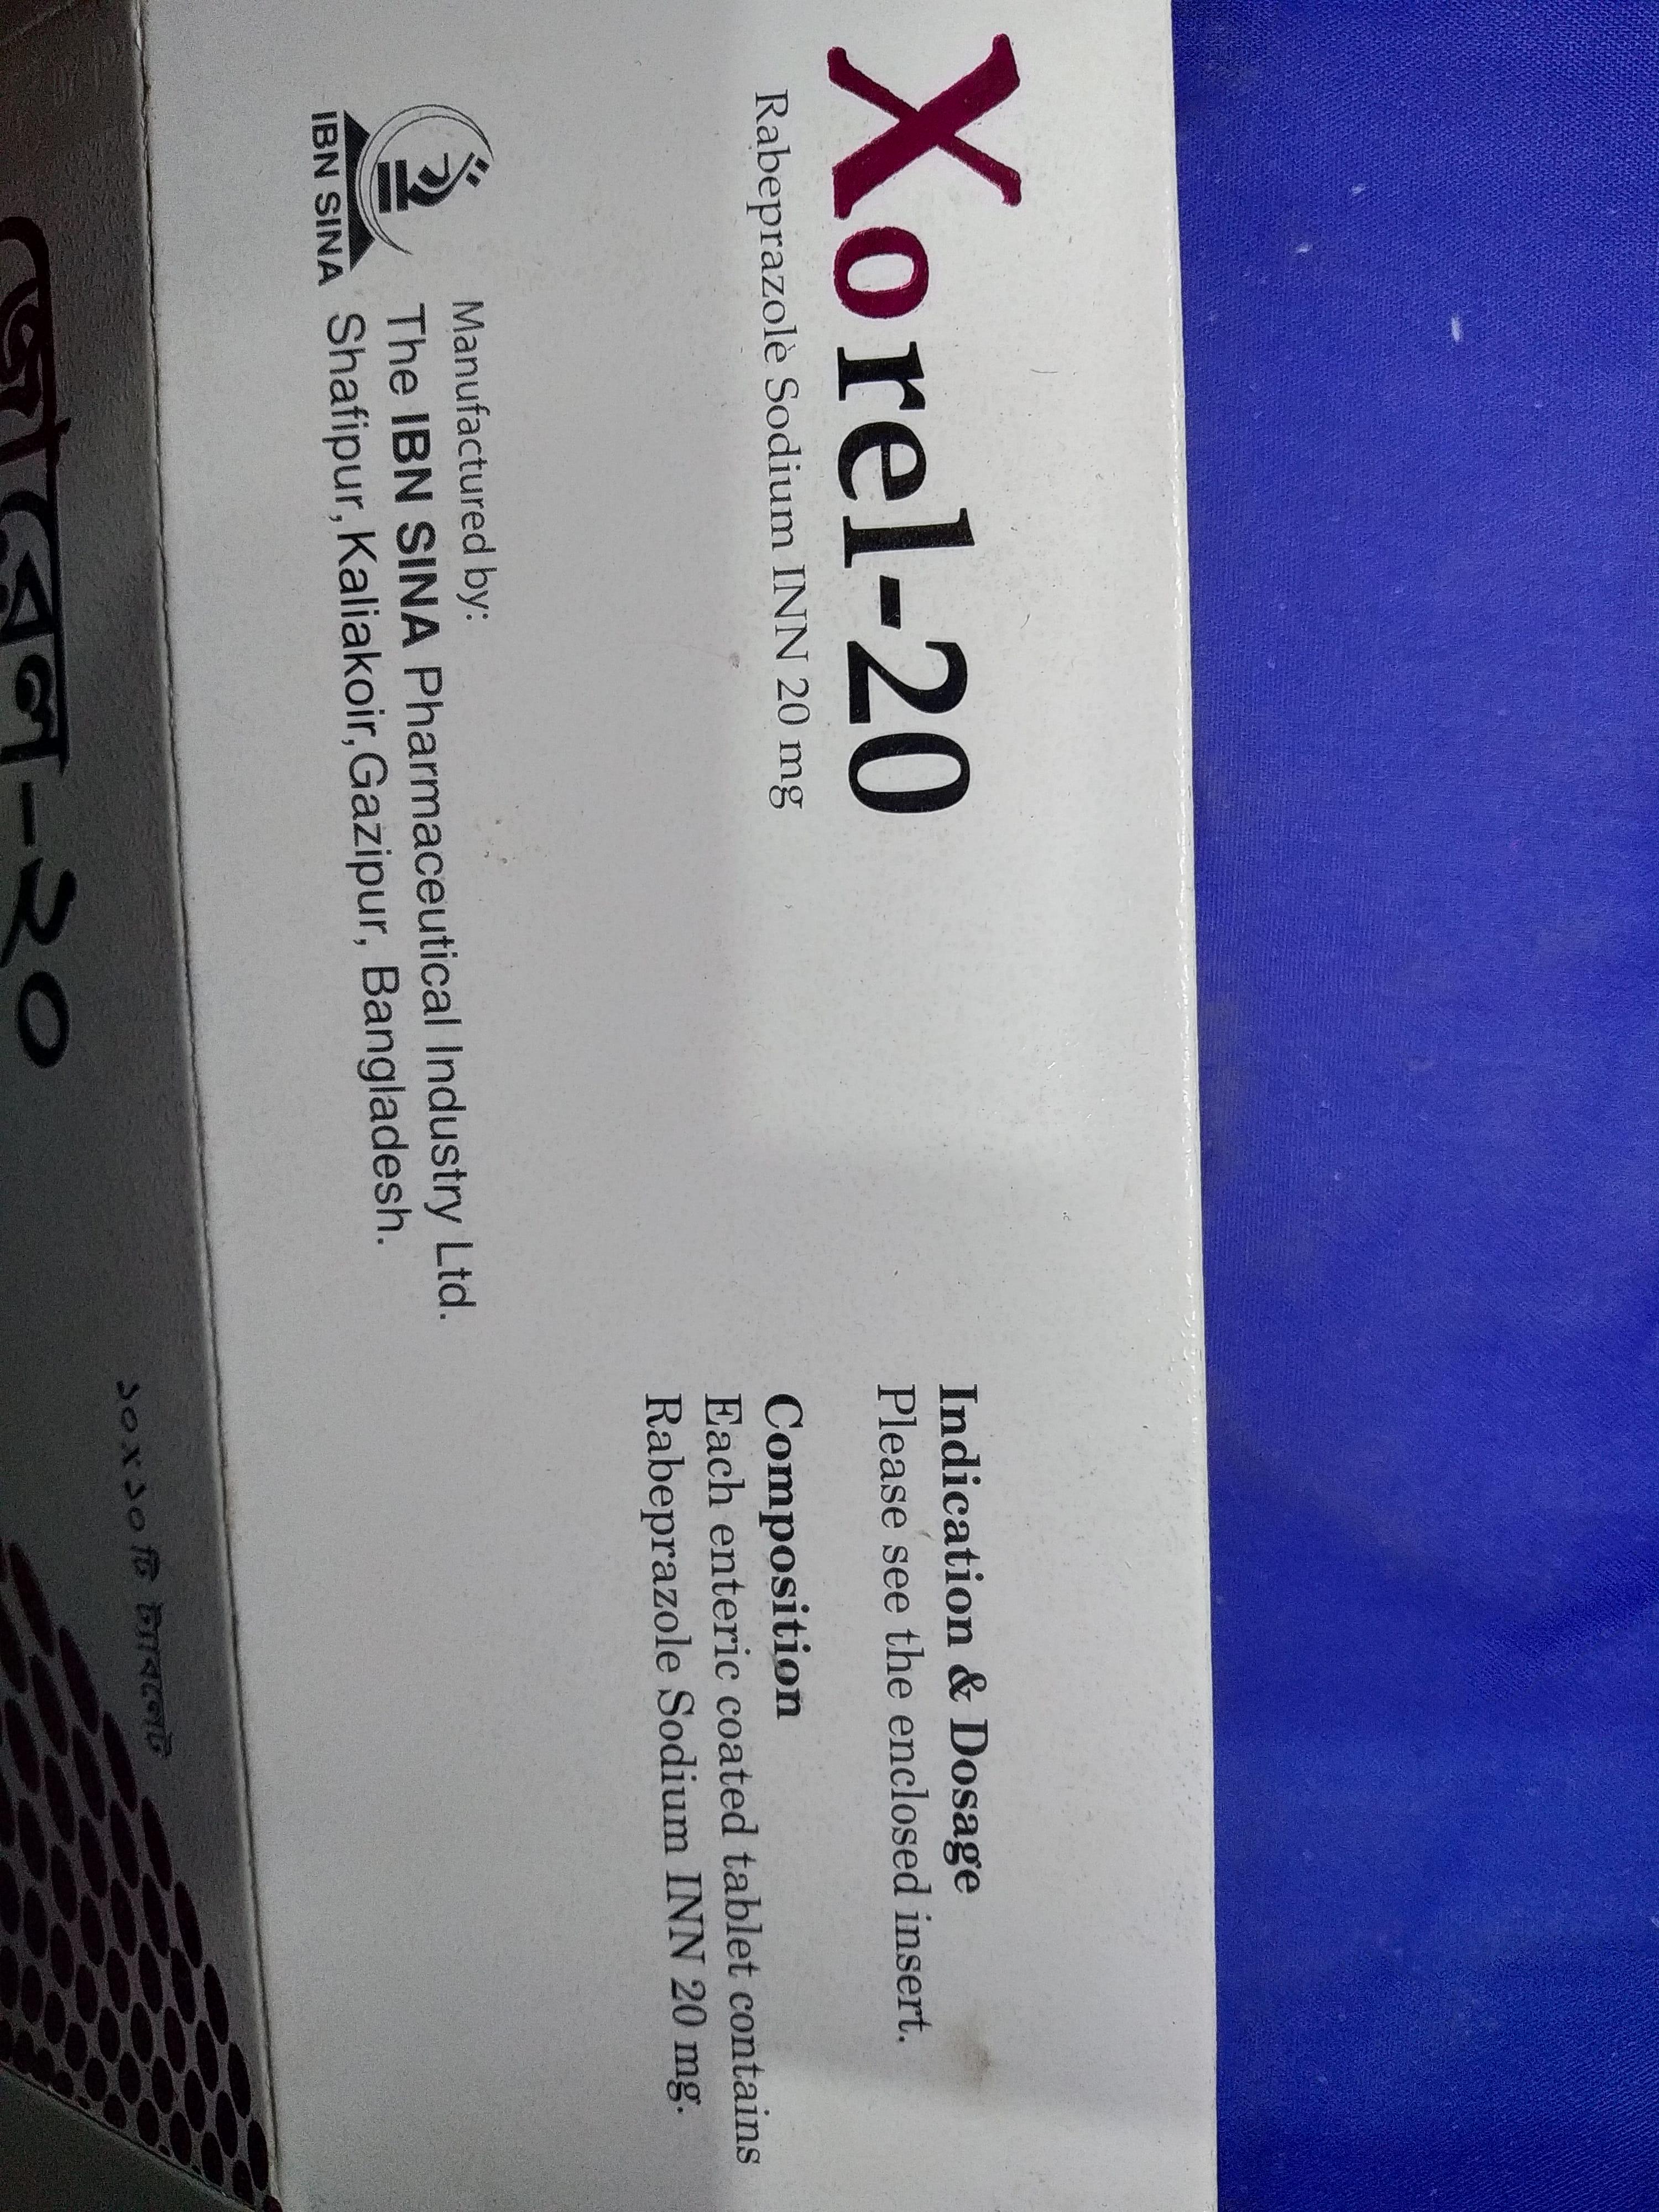 Xorel-20
Rabeprazole Sodium INN 20 mg
Indication & Dosage
Please see the enclosed insert.
Composition
Each enteric coated tablet contains
Rabeprazole Sodium INN 20 mg.
IBN SINA
Manufactured by:
The IBN SINA Pharmaceutical Industry Ltd.
Shafipur, Kaliakoir, Gazipur, Bangladesh.
১০x১০ টি ট্যাবলেট
জোরেল-২০